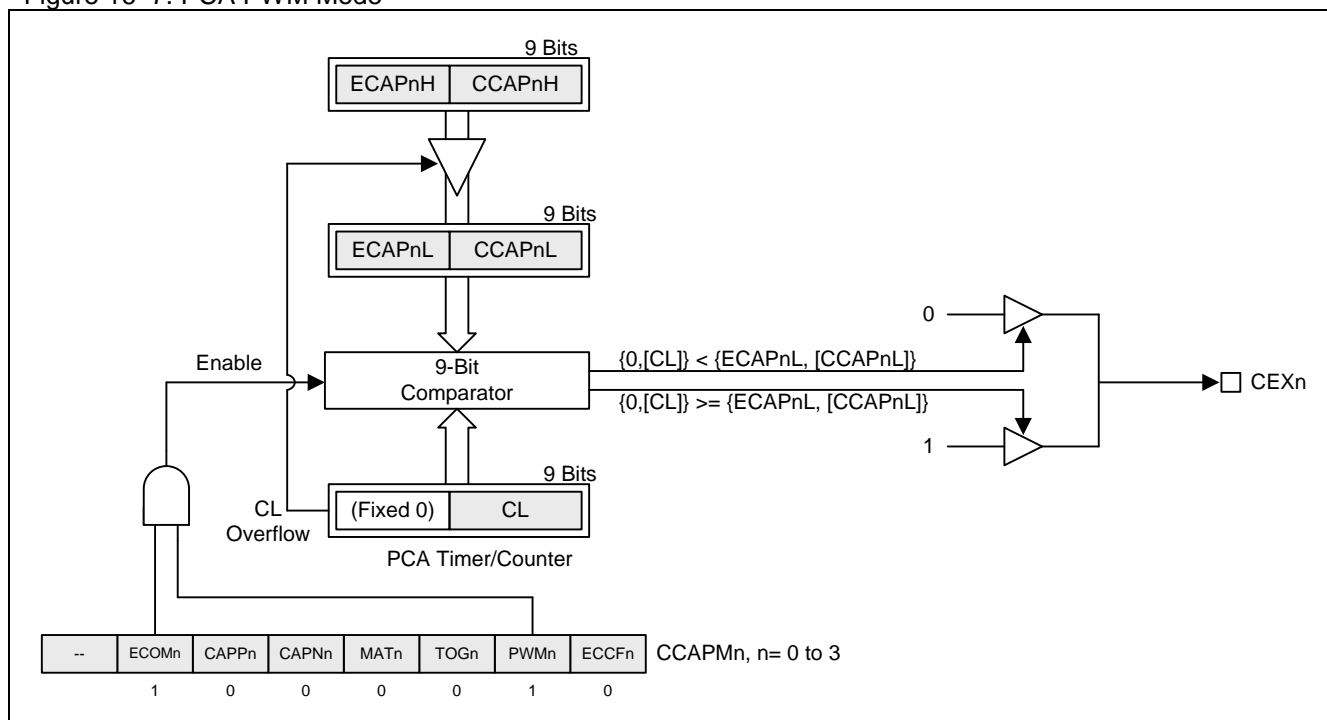 Figure 16-7. PCA PWM Mode
9 Bits
ECAPnH CCAPnH
9 Bits
ECAPnL CCAPnL
0
Enable
9-Bit
Comparator
{0,[CL]} < {ECAPnL, [CCAPnL]}
{0,[CL]} >= {ECAPnL, [CCAPnL]}
CEXn
1
9 Bits
(Fixed 0) CL
CL
Overflow
PCA Timer/Counter
-- ECOMn CAPPn CAPNn MATn TOGn PWMn ECCFn CCAPMn, n= 0 to 3
1 0 0 0 0 1 0